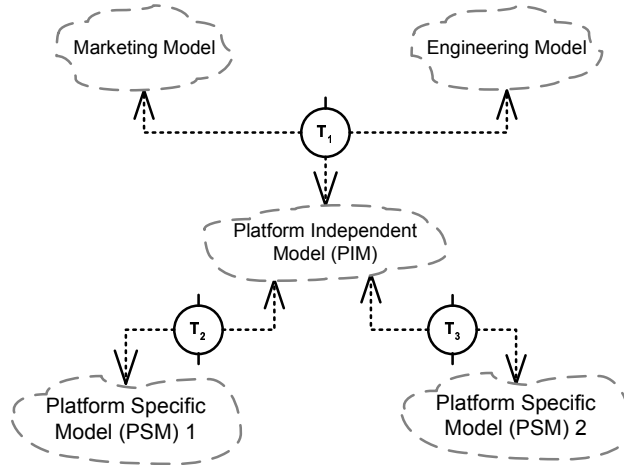 Marketing Model
Engineering Model
T1
Platform Independent
Model (PIM)
T2
T3
Platform Specific
Model (PSM) 1
Platform Specific
Model (PSM) 2